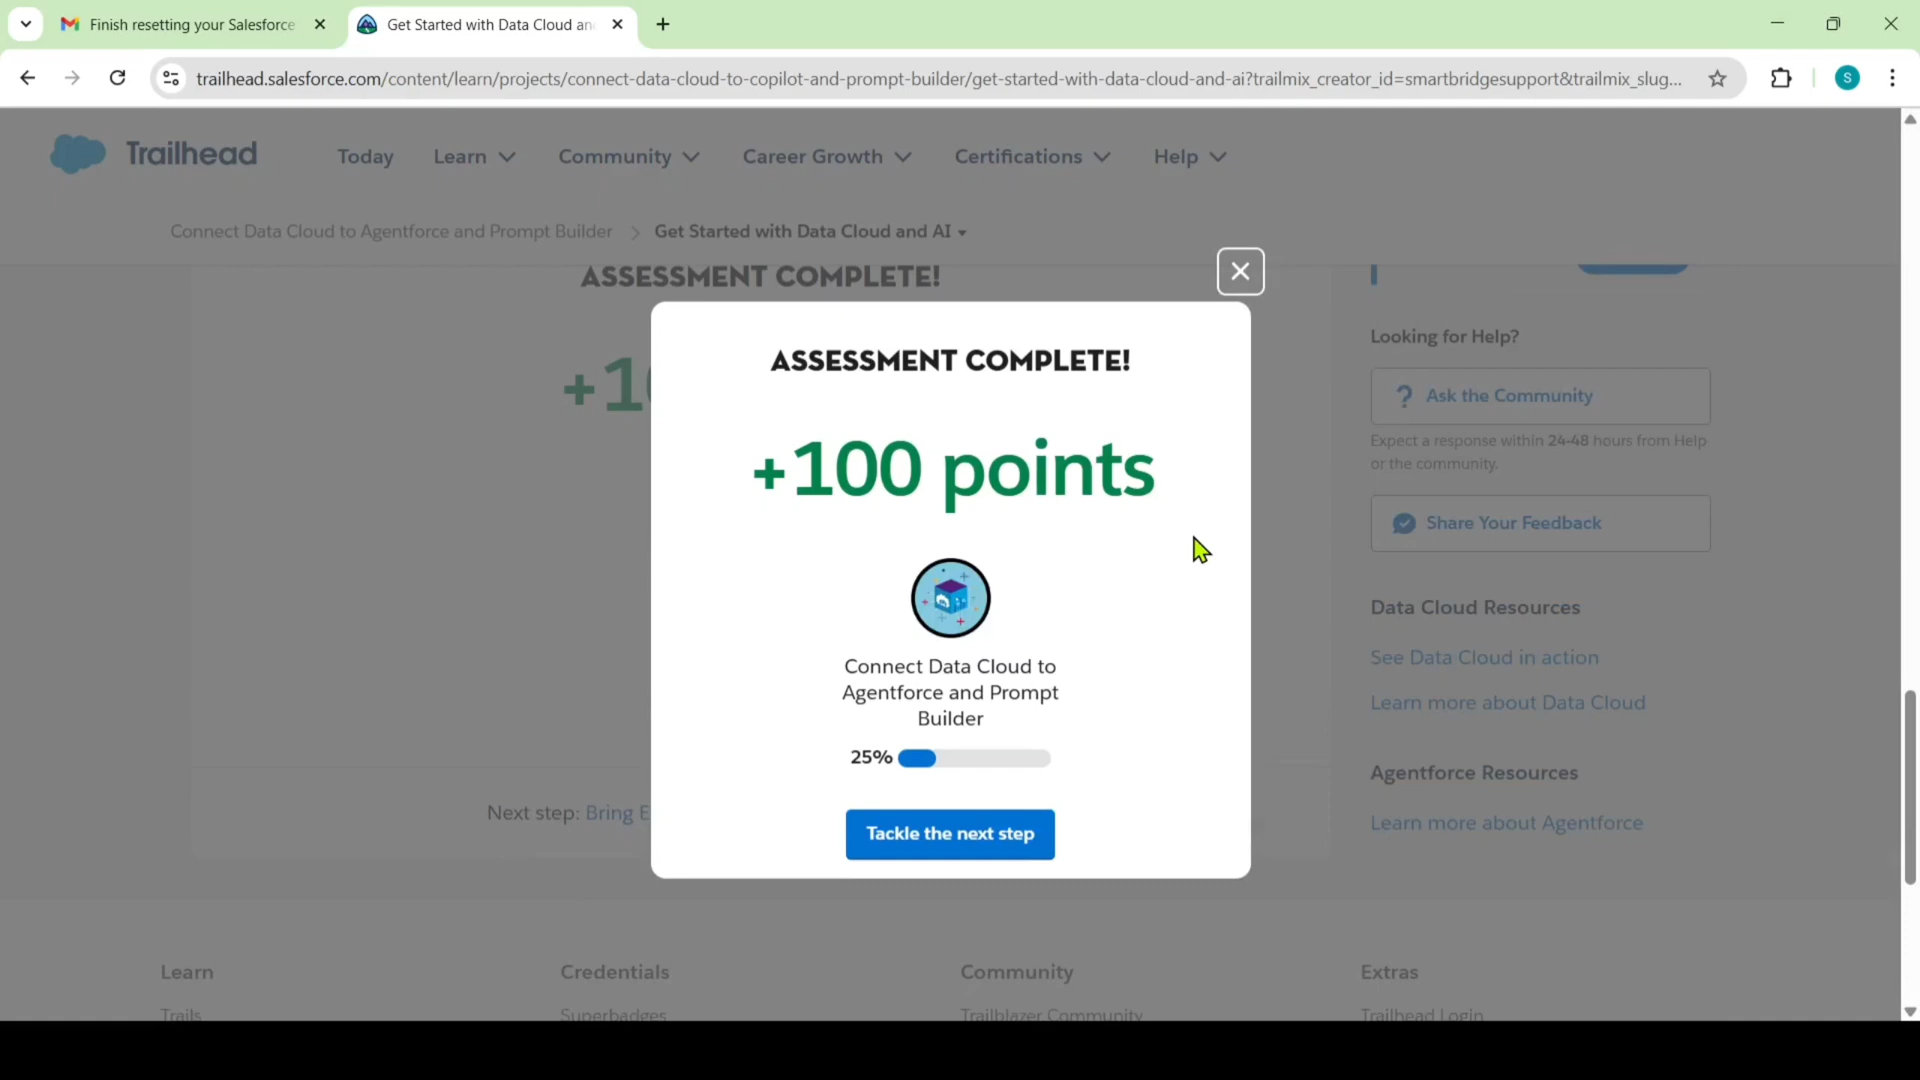 Finish resetting your Salesforce
Get Started with Data Cloud an
trailhead.salesforce.com/content/learn/projects/connect-data-cloud-to-copilot-and-prompt-builder/get-started-with-data-cloud-and-ai?trailmix_creator_id=smartbridgesupport&trailmix_slug...
S
Trailhead
Today
Learn
Community
Career Growth
Certifications
Help
Connect Data Cloud to Agentforce and Prompt Builder > Get Started with Data Cloud and AI
ASSESSMENT COMPLETE!
+10
ASSESSMENT COMPLETE!
+100 points
Connect Data Cloud to
Agentforce and Prompt
Builder
25%
Tackle the next step
Next step: Bring E
Looking for Help?
? Ask the Community
Expect a response within 24-48 hours from Help
or the community.
Share Your Feedback
Data Cloud Resources
See Data Cloud in action
Learn more about Data Cloud
Agentforce Resources
Learn more about Agentforce
Learn
Credentials
Community
Extras
Trails
Superbadges
Trailblazer Community
Trailhead Login